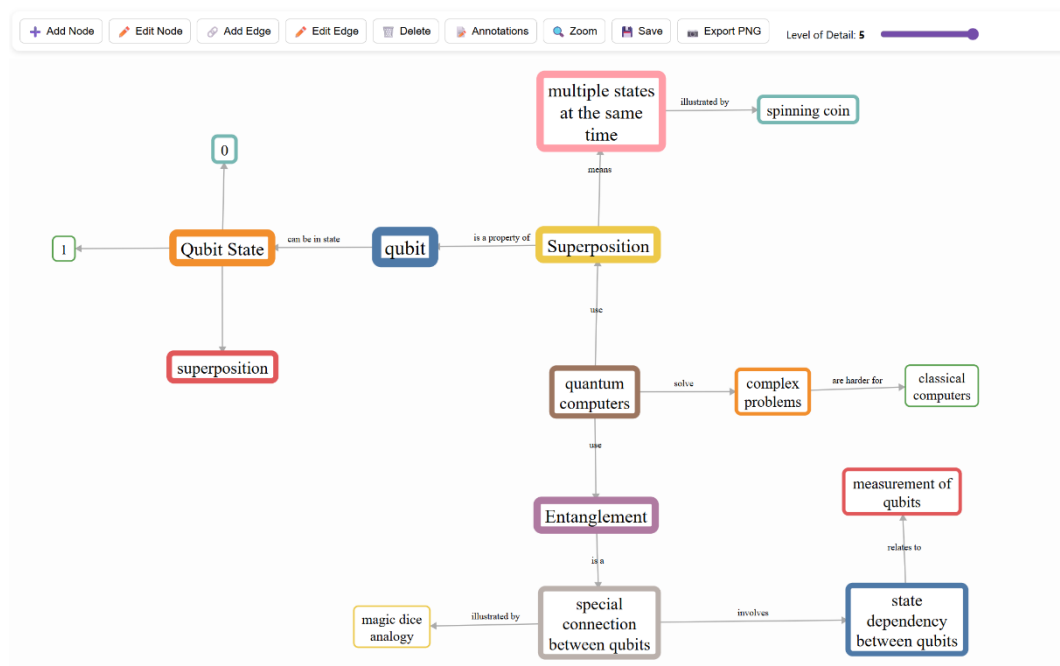 Add Node
Edit Node
Add Edge
Edit Edge
Delete
Annotations
Zoom
Save
Export PNG
Level of Detail: 5
multiple states
at the same
time
illustrated by
spinning coin
0
means
1
Qubit State
can be in state
qubit
is a property of
Superposition
use
superposition
quantum
computers
solve
complex
problems
are harder for
classical
computers
use
measurement of
qubits
Entanglement
relates to
is a
magic dice
analogy
illustrated by
special
connection
between qubits
involves
state
dependency
between qubits